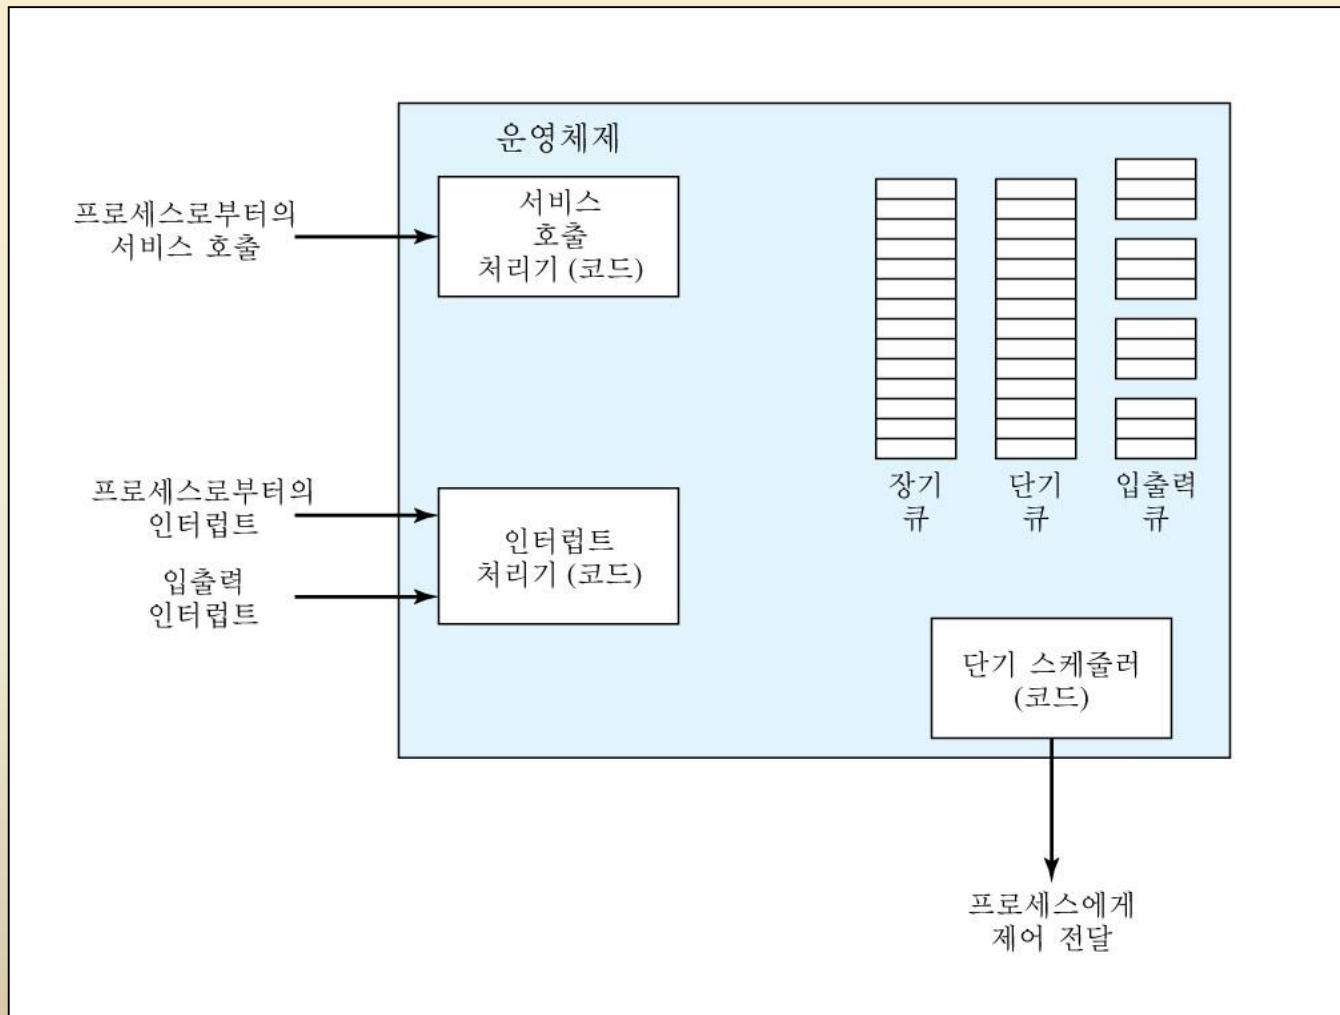 운영체제
프로세스로부터의
서비스 호출
서비스
호출
처리기 (코드)
프로세스로부터의
인터럽트
입출력
인터럽트
인터럽트
처리기 (코드)
장기
큐
단기
큐
입출력
큐
단기 스케줄러
(코드)
프로세스에게
제어 전달